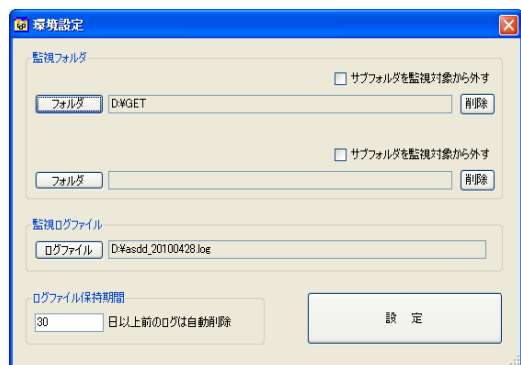 環境設定
監視フォルダ
サブフォルダを監視対象から外す
フォルダ D:¥GET 削除
サブフォルダを監視対象から外す
フォルダ 削除
監視ログファイル
ログファイル D:¥asdd_20100428.log
ログファイル保持期間
30 日以上前のログは自動削除
設 定